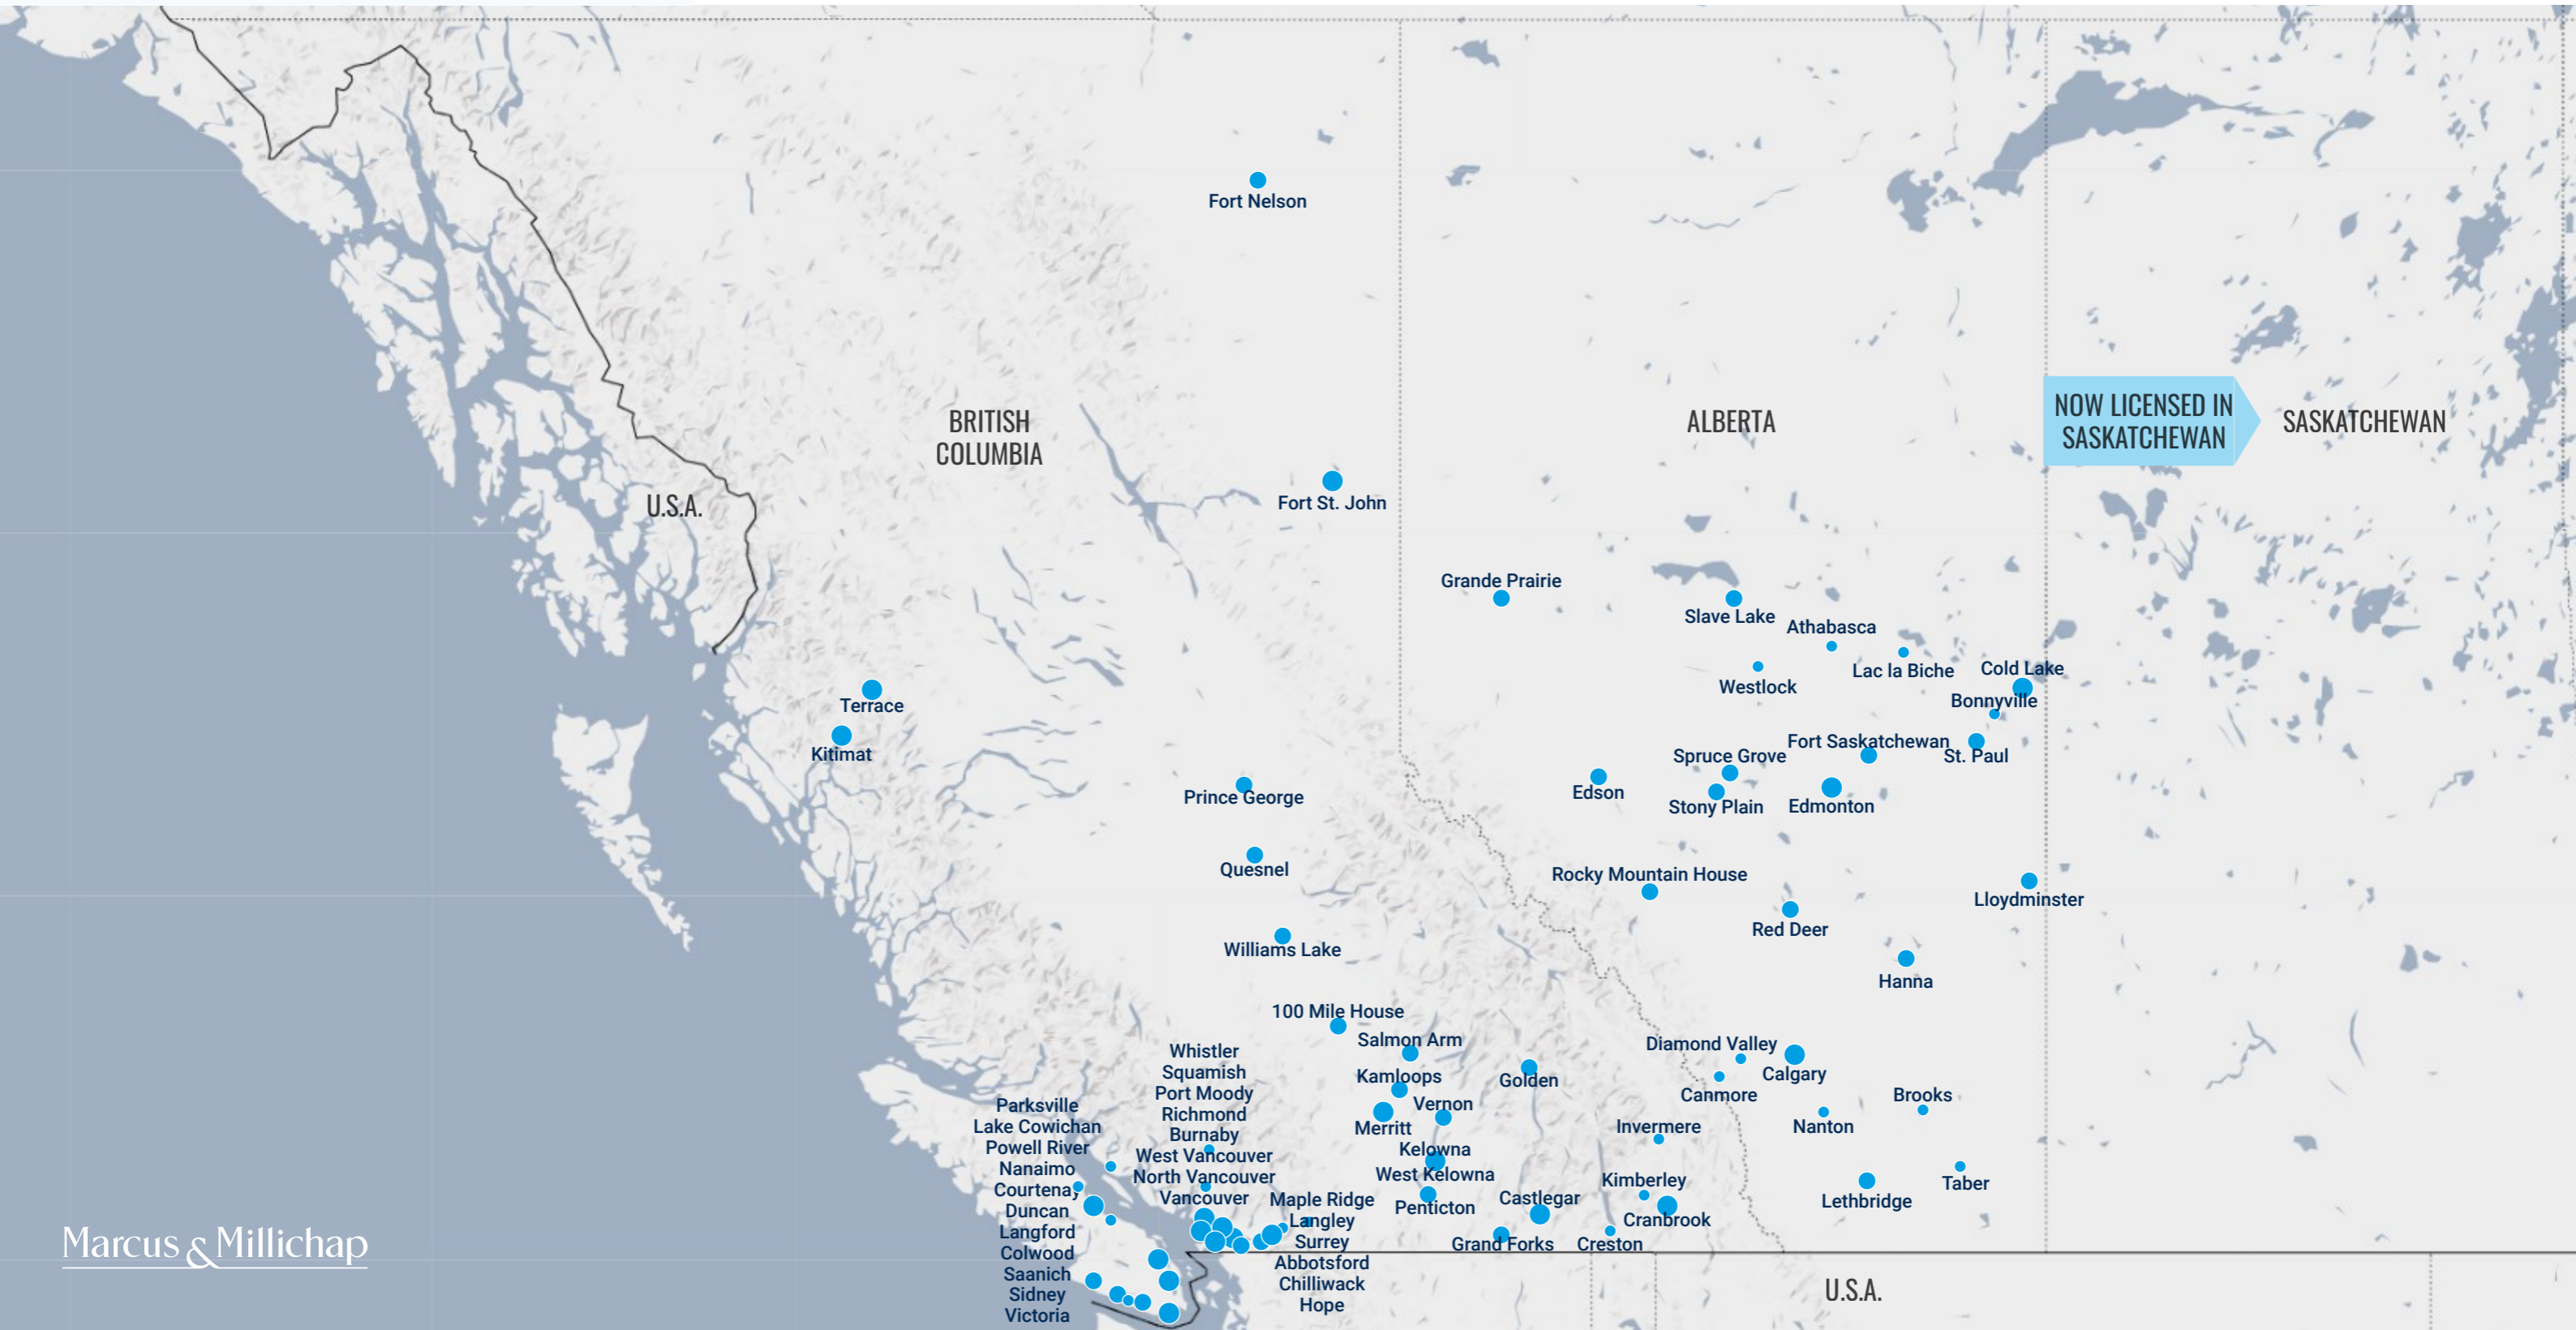 Fort Nelson
BRITISH
COLUMBIA
ALBERTA
NOW LICENSED IN
SASKATCHEWAN
SASKATCHEWAN
U.S.A.
Fort St. John
Grande Prairie
Slave Lake
Athabasca
Lac la Biche
Cold Lake
Westlock
Bonnyville
Terrace
Kitimat
Fort Saskatchewan
St. Paul
Spruce Grove
Edson
Stony Plain
Edmonton
Prince George
Quesnel
Rocky Mountain House
Lloydminster
Red Deer
Williams Lake
Hanna
100 Mile House
Salmon Arm
Diamond Valley
Calgary
Kamloops
Golden
Canmore
Brooks
Vernon
Merritt
Invermere
Nanton
Kelowna
West Kelowna
Kimberley
Taber
Penticton
Castlegar
Cranbrook
Lethbridge
Grand Forks
Creston
Whistler
Squamish
Port Moody
Richmond
Burnaby
West Vancouver
North Vancouver
Vancouver
Parksville
Lake Cowichan
Powell River
Nanaimo
Courtenay
Duncan
Langford
Colwood
Saanich
Sidney
Victoria
Maple Ridge
Langley
Surrey
Abbotsford
Chilliwack
Hope
Marcus & Millichap
U.S.A.